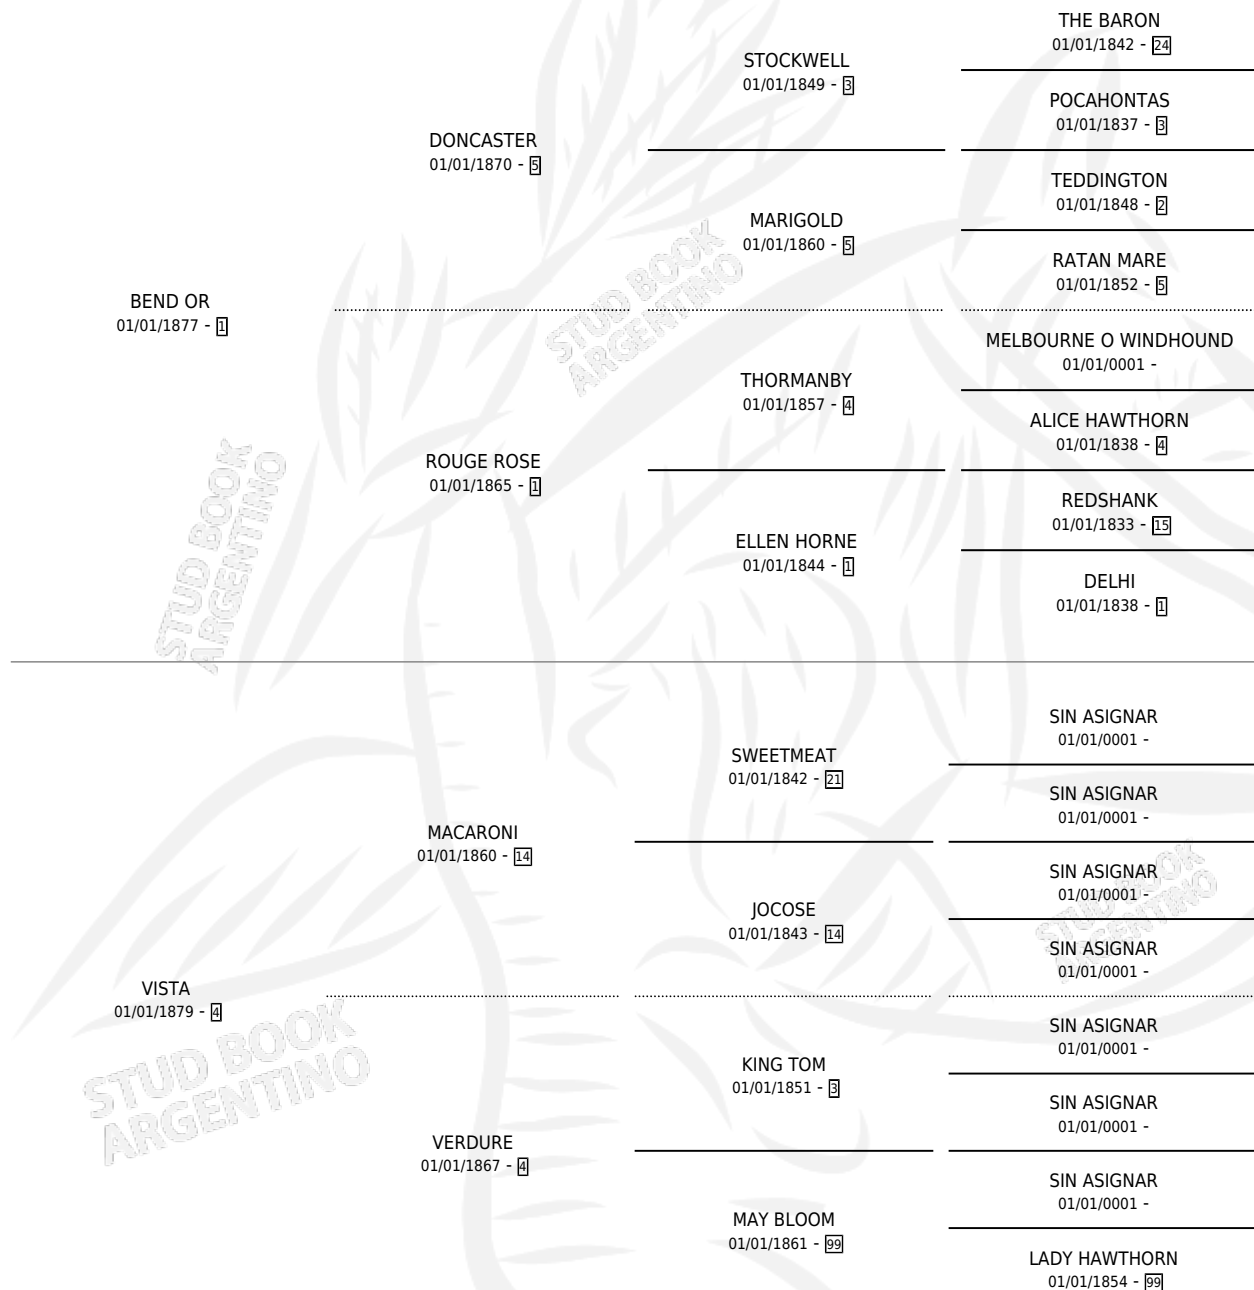 THE BARON
01/01/1842 - 24
STOCKWELL
01/01/1849 - 3
POCAHONTAS
01/01/1837 - 3
DONCASTER
01/01/1870 - 5
TEDDINGTON
01/01/1848 - 2
MARIGOLD
01/01/1860 - 5
RATAN MARE
01/01/1852 - 5
BEND OR
01/01/1877 - 1
MELBOURNE O WINDHOUND
01/01/0001 -
THORMANBY
01/01/1857 - 4
ALICE HAWTHORN
01/01/1838 - 4
ROUGE ROSE
01/01/1865 - 1
REDSHANK
01/01/1833 - 15
ELLEN HORNE
01/01/1844 - 1
DELHI
01/01/1838 - 1
STUD BOOK
ARGENTINO
STUD BOOK
ARGENTINO
SIN ASIGNAR
01/01/0001 -
SWEETMEAT
01/01/1842 - 21
SIN ASIGNAR
01/01/0001 -
MACARONI
01/01/1860 - 14
SIN ASIGNAR
01/01/0001 -
JOCOSE
01/01/1843 - 14
SIN ASIGNAR
01/01/0001 -
VISTA
01/01/1879 - 4
SIN ASIGNAR
01/01/0001 -
KING TOM
01/01/1851 - 3
SIN ASIGNAR
01/01/0001 -
VERDURE
01/01/1867 - 4
SIN ASIGNAR
01/01/0001 -
MAY BLOOM
01/01/1861 - 99
LADY HAWTHORN
01/01/1854 - 99
STUD BOOK
ARGENTINO
STUD BOOK
ARGENTINO